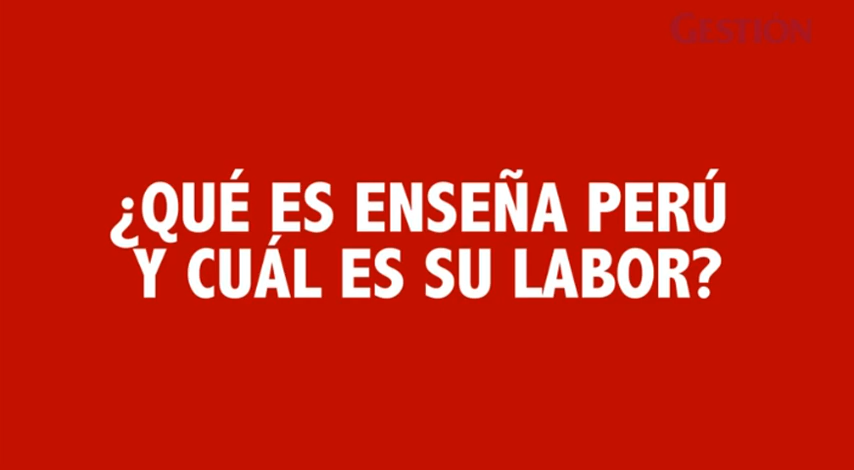 GESTIÓN
¿QUÉ ES ENSEÑA PERÚ
Y CUÁL ES SU LABOR?